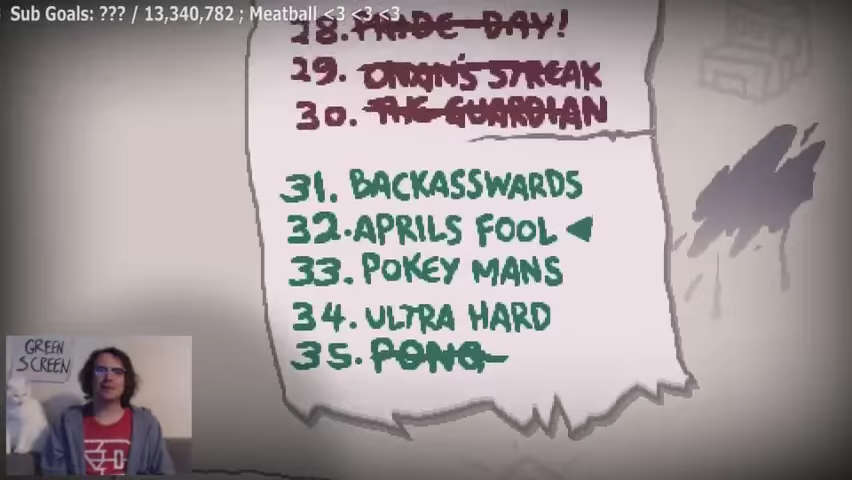 Sub Goals: ??? / 13,340,782 ; Meatball <3 <3 <3
28. PRIDE DAY!
29. ONAN'S STREAK
30. THE GUARDIAN
31. BACKASSWARDS
32. APRILS FOOL
33. POKEY MANS
34. ULTRA HARD
35. PONG
GREEN
SCREEN